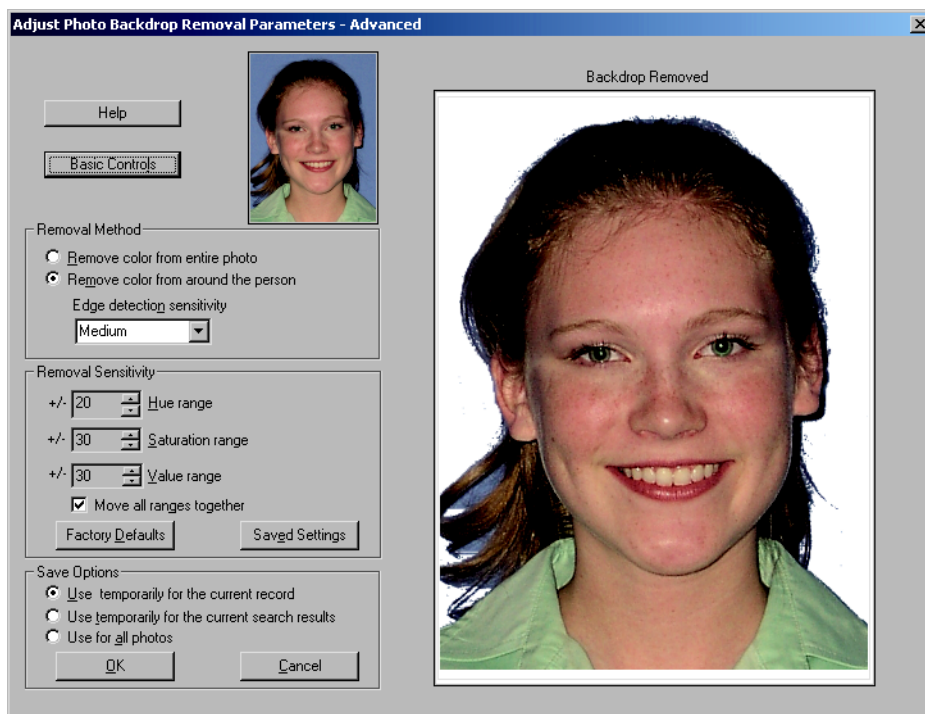 Adjust Photo Backdrop Removal Parameters - Advanced
Help
Basic Controls
Backdrop Removed
Removal Method
Remove color from entire photo
Remove color from around the person
Edge detection sensitivity
Medium
Removal Sensitivity
+/- 20 Hue range
+/- 30 Saturation range
+/- 30 Value range
Move all ranges together
Factory Defaults Saved Settings
Save Options
Use temporarily for the current record
Use temporarily for the current search results
Use for all photos
OK Cancel